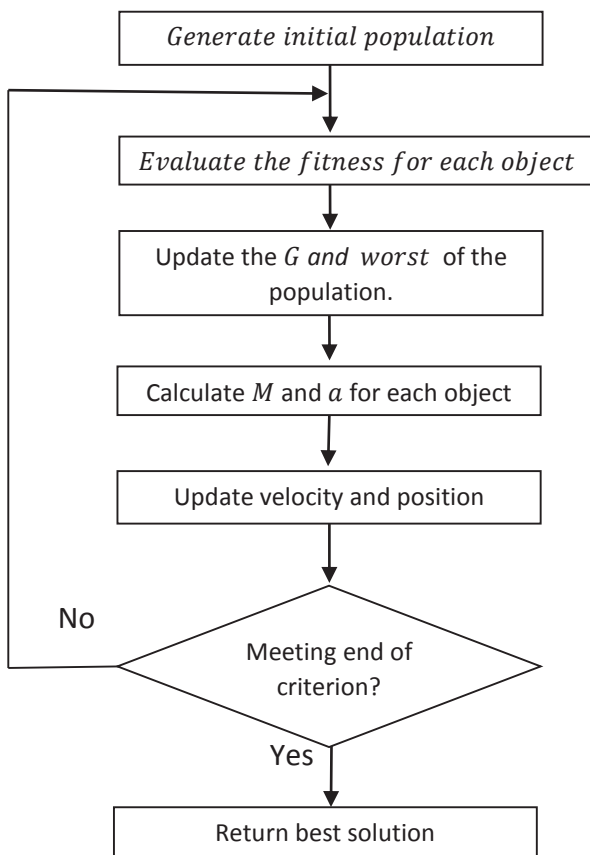 Generate initial population
Evaluate the fitness for each object
Update the G and worst of the
population.
Calculate M and a for each object
Update velocity and position
No
Meeting end of
criterion?
Yes
Return best solution